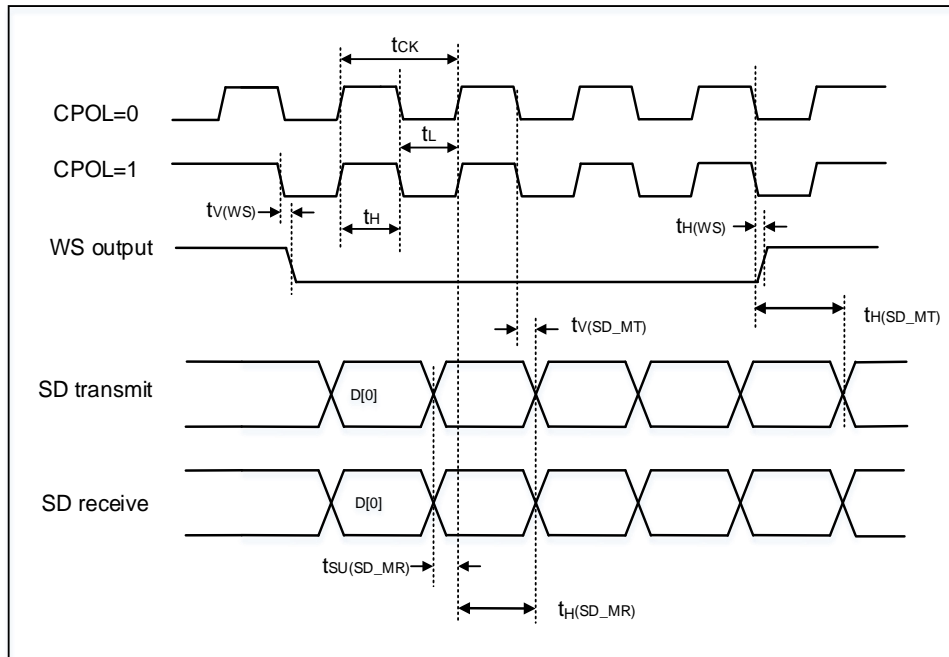 tCK
CPOL=0
tL
CPOL=1
tV(WS)
tH
tH(WS)
WS output
tV(SD_MT)
tH(SD_MT)
SD transmit
D[0]
SD receive
D[0]
tSU(SD_MR)
tH(SD_MR)